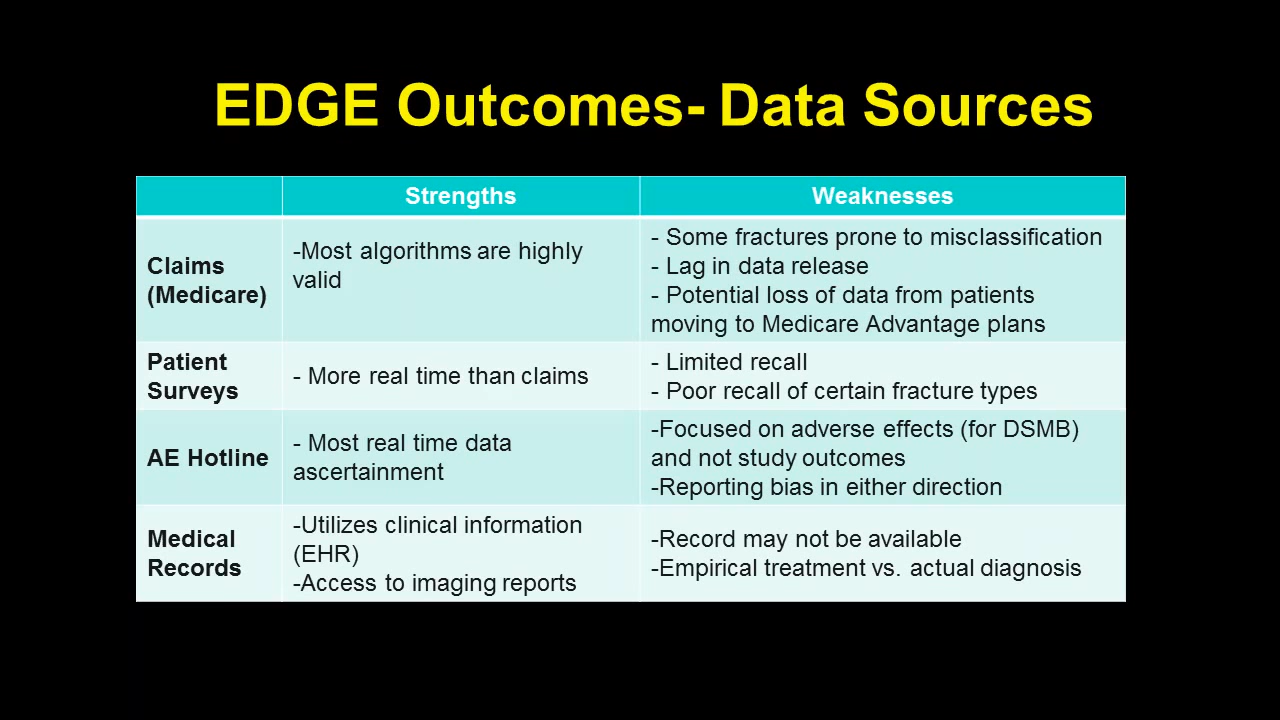 EDGE Outcomes- Data Sources
Strengths
Weaknesses
Claims
(Medicare)
-Most algorithms are highly
valid
- Some fractures prone to misclassification
- Lag in data release
- Potential loss of data from patients
moving to Medicare Advantage plans
Patient
Surveys
- More real time than claims
- Limited recall
- Poor recall of certain fracture types
AE Hotline
- Most real time data
ascertainment
-Focused on adverse effects (for DSMB)
and not study outcomes
-Reporting bias in either direction
Medical
Records
-Utilizes clinical information
(EHR)
-Access to imaging reports
-Record may not be available
-Empirical treatment vs. actual diagnosis